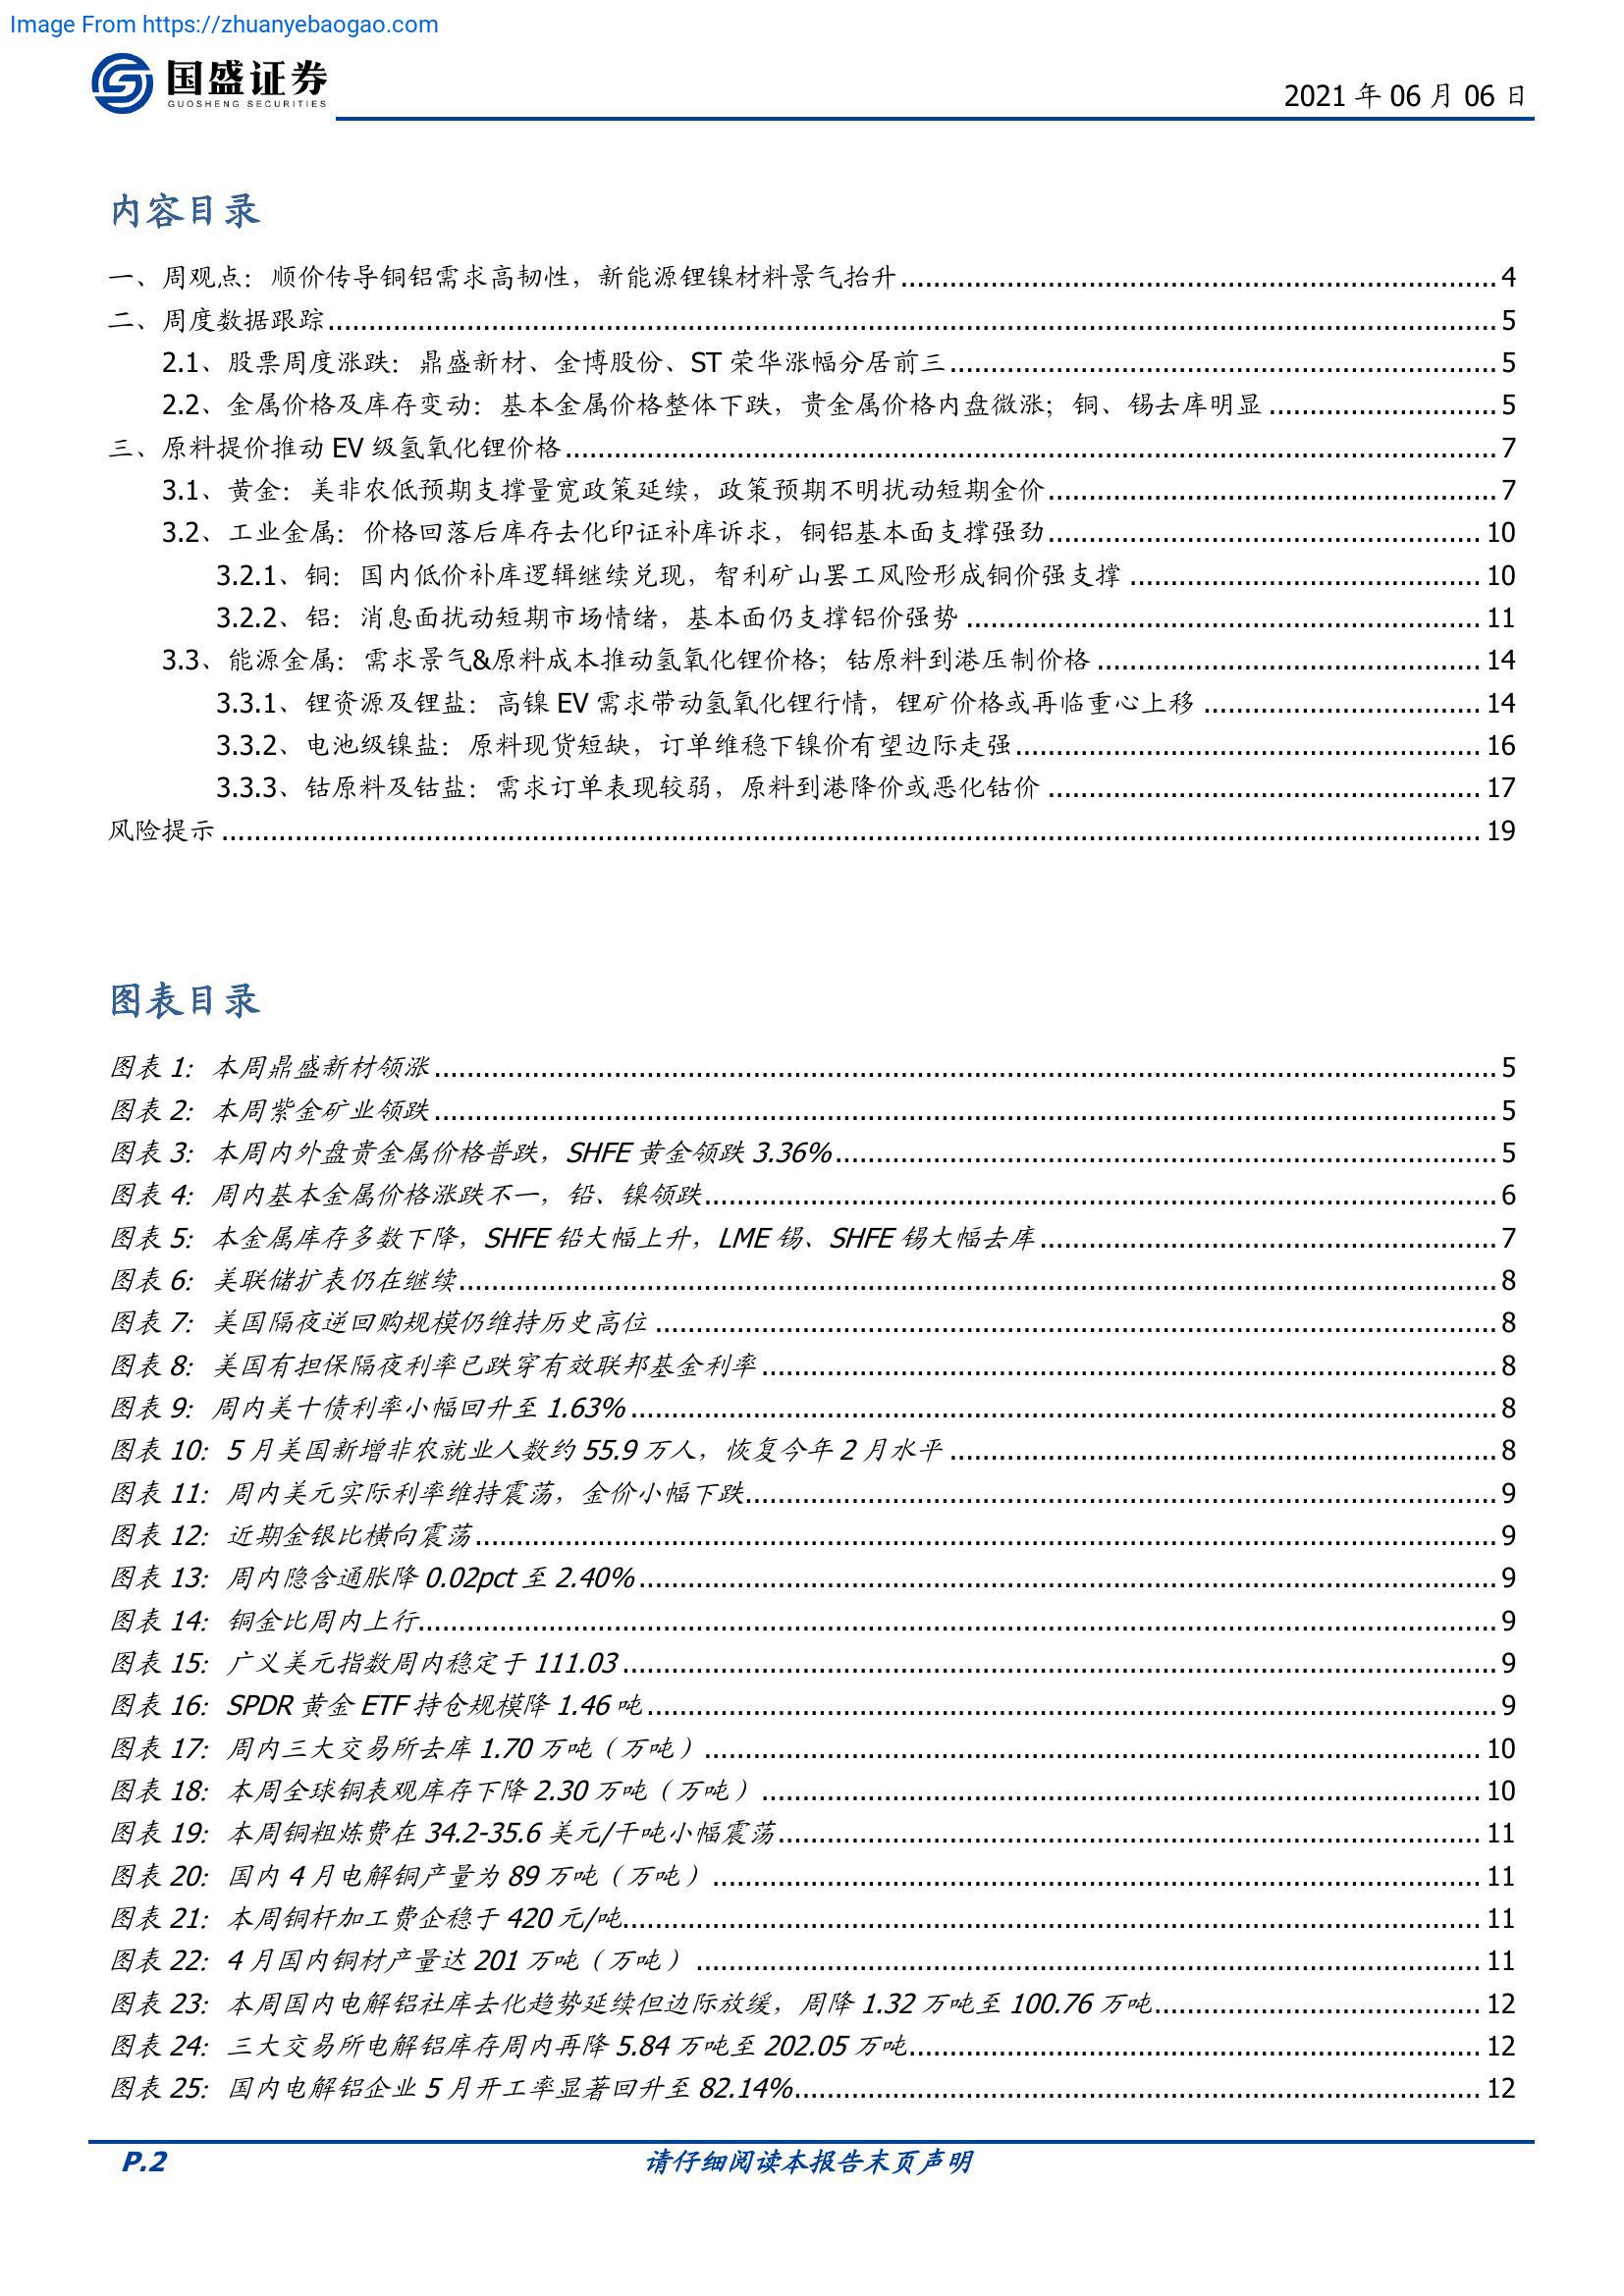 Image From https://zhuanyebaogao.com
国盛证券
GUOSHENG SECURITIES
2021 年 06 月 06 日
内容目录
一、周观点：顺价传导铜铝需求高韧性，新能源锂镍材料景气抬升 4
二、周度数据跟踪 5
2.1、股票周度涨跌：鼎盛新材、金博股份、ST 荣华涨幅分居前三 5
2.2、金属价格及库存变动：基本金属价格整体下跌，贵金属价格内盘微涨；铜、锡去库明显 5
三、原料提价推动 EV 级氢氧化锂价格 7
3.1、黄金：美非农低预期支撑量宽政策延续，政策预期不明扰动短期金价 7
3.2、工业金属：价格回落后库存去化印证补库诉求，铜铝基本面支撑强劲 10
3.2.1、铜：国内低价补库逻辑继续兑现，智利矿山罢工风险形成铜价强支撑 10
3.2.2、铝：消息面扰动短期市场情绪，基本面仍支撑铝价强势 11
3.3、能源金属：需求景气&原料成本推动氢氧化锂价格；钴原料到港压制价格 14
3.3.1、锂资源及锂盐：高镍 EV 需求带动氢氧化锂行情，锂矿价格或再临重心上移 14
3.3.2、电池级镍盐：原料现货短缺，订单维稳下镍价有望边际走强 16
3.3.3、钴原料及钴盐：需求订单表现较弱，原料到港降价或恶化钴价 17
风险提示 19
图表目录
图表 1：本周鼎盛新材领涨 5
图表 2：本周紫金矿业领跌 5
图表 3：本周内外盘贵金属价格普跌，SHFE 黄金领跌 3.36% 5
图表 4：周内基本金属价格涨跌不一，铅、镍领跌 6
图表 5：本金属库存多数下降，SHFE 铅大幅上升，LME 锡、SHFE 锡大幅去库 7
图表 6：美联储扩表仍在继续 8
图表 7：美国隔夜逆回购规模仍维持历史高位 8
图表 8：美国有担保隔夜利率已跌穿有效联邦基金利率 8
图表 9：周内美十债利率小幅回升至 1.63% 8
图表 10：5 月美国新增非农就业人数约 55.9 万人，恢复今年 2 月水平 8
图表 11：周内美元实际利率维持震荡，金价小幅下跌 9
图表 12：近期金银比横向震荡 9
图表 13：周内隐含通胀降 0.02pct 至 2.40% 9
图表 14：铜金比周内上行 9
图表 15：广义美元指数周内稳定于 111.03 9
图表 16：SPDR 黄金 ETF 持仓规模降 1.46 吨 9
图表 17：周内三大交易所去库 1.70 万吨（万吨） 10
图表 18：本周全球铜表观库存下降 2.30 万吨（万吨） 10
图表 19：本周铜粗炼费在 34.2-35.6 美元/干吨小幅震荡 11
图表 20：国内 4 月电解铜产量为 89 万吨（万吨） 11
图表 21：本周铜杆加工费企稳于 420 元/吨 11
图表 22：4 月国内铜材产量达 201 万吨（万吨） 11
图表 23：本周国内电解铝社库去化趋势延续但边际放缓，周降 1.32 万吨至 100.76 万吨 12
图表 24：三大交易所电解铝库存周内再降 5.84 万吨至 202.05 万吨 12
图表 25：国内电解铝企业 5 月开工率显著回升至 82.14% 12
P.2
请仔细阅读本报告末页声明